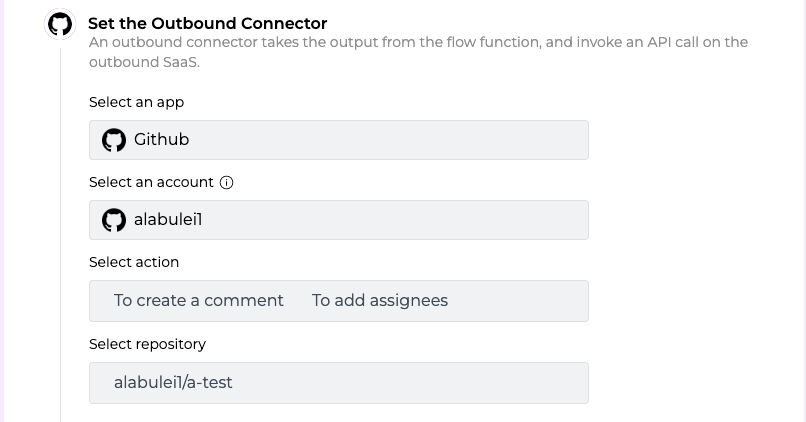 Set the Outbound Connector
An outbound connector takes the output from the flow function, and invoke an API call on the
outbound SaaS.
Select an app
Github
Select an account
alabulei1
Select action
To create a comment To add assignees
Select repository
alabulei1/a-test